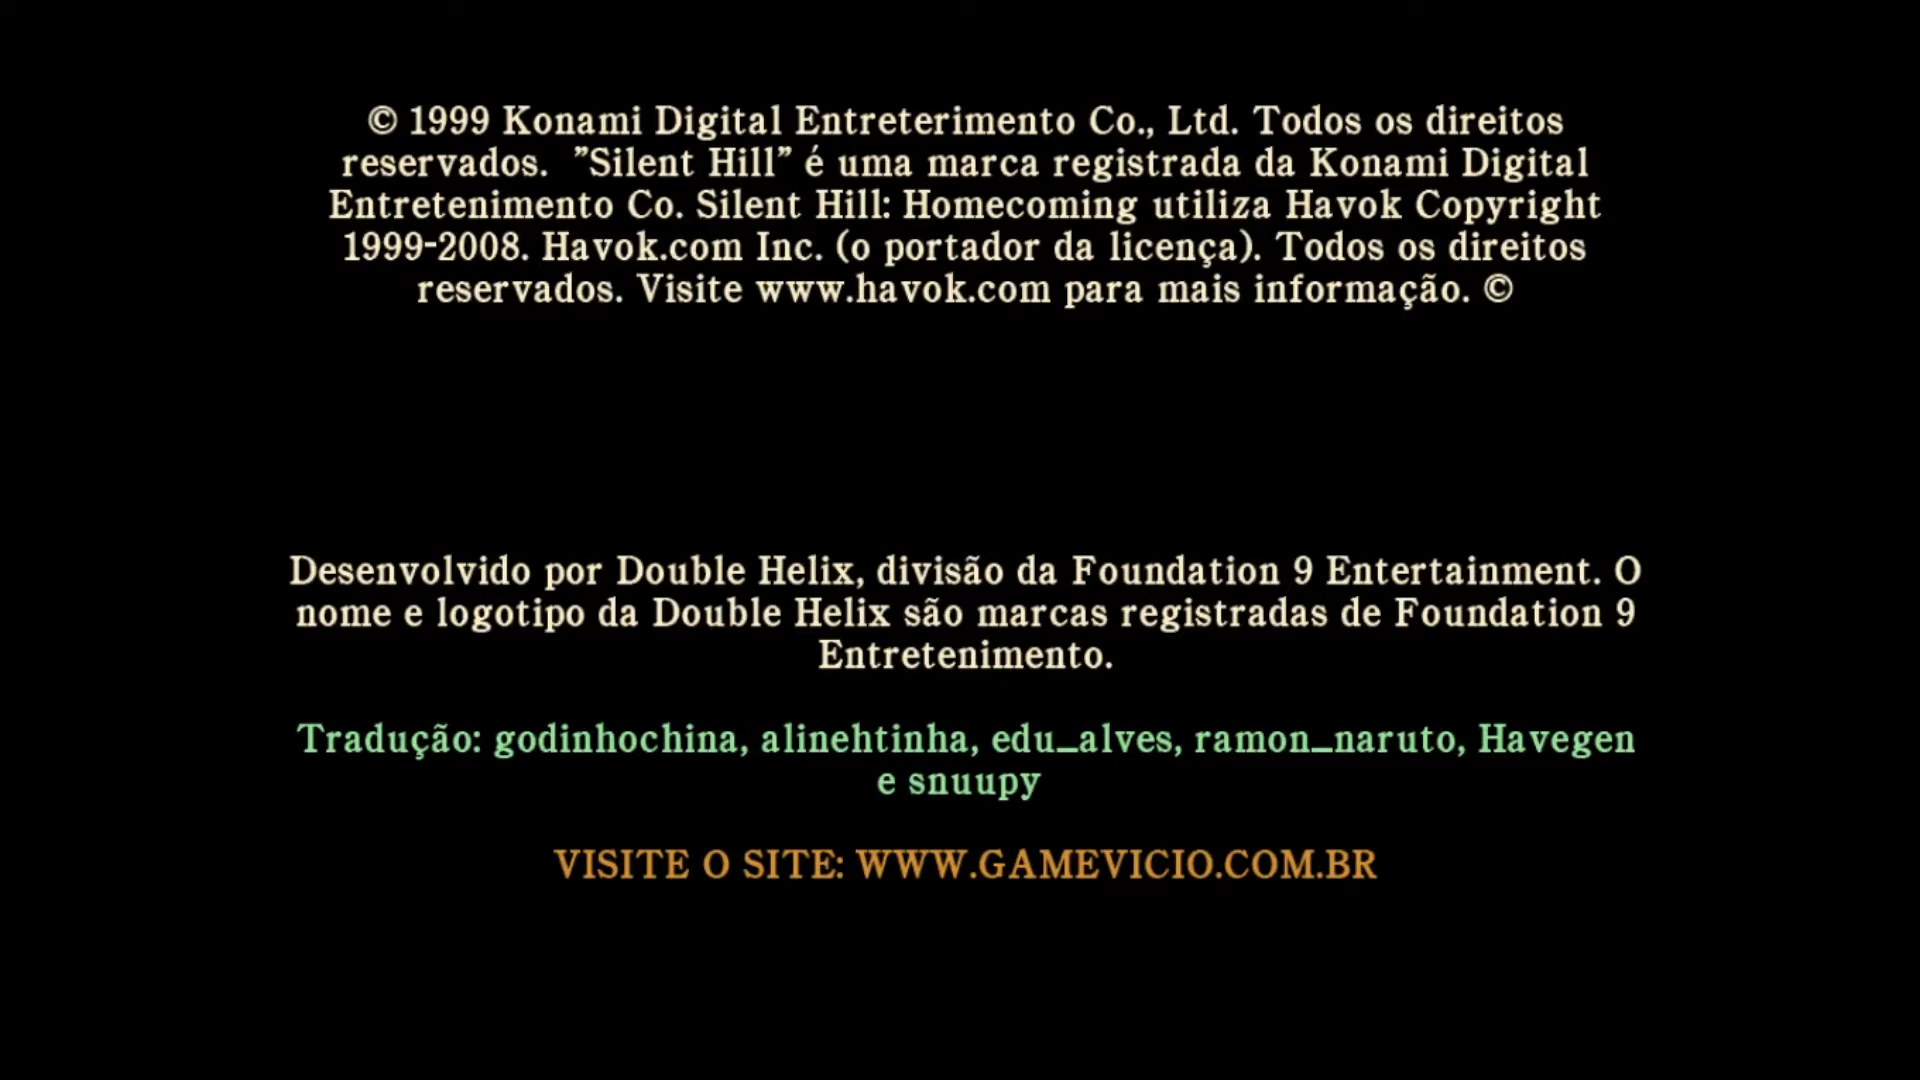 © 1999 Konami Digital Entreterimento Co., Ltd. Todos os direitos
reservados.  ”Silent Hill” é uma marca registrada da Konami Digital
Entretenimento Co. Silent Hill: Homecoming utiliza Havok Copyright
1999-2008. Havok.com Inc. (o portador da licença). Todos os direitos
reservados. Visite www.havok.com para mais informação. ©
Desenvolvido por Double Helix, divisão da Foundation 9 Entertainment. O
nome e logotipo da Double Helix são marcas registradas de Foundation 9
Entretenimento.
Tradução: godinhochina, alinehtinha, edu_alves, ramon_naruto, Havegen
e snuupy
VISITE O SITE: WWW.GAMEVICIO.COM.BR